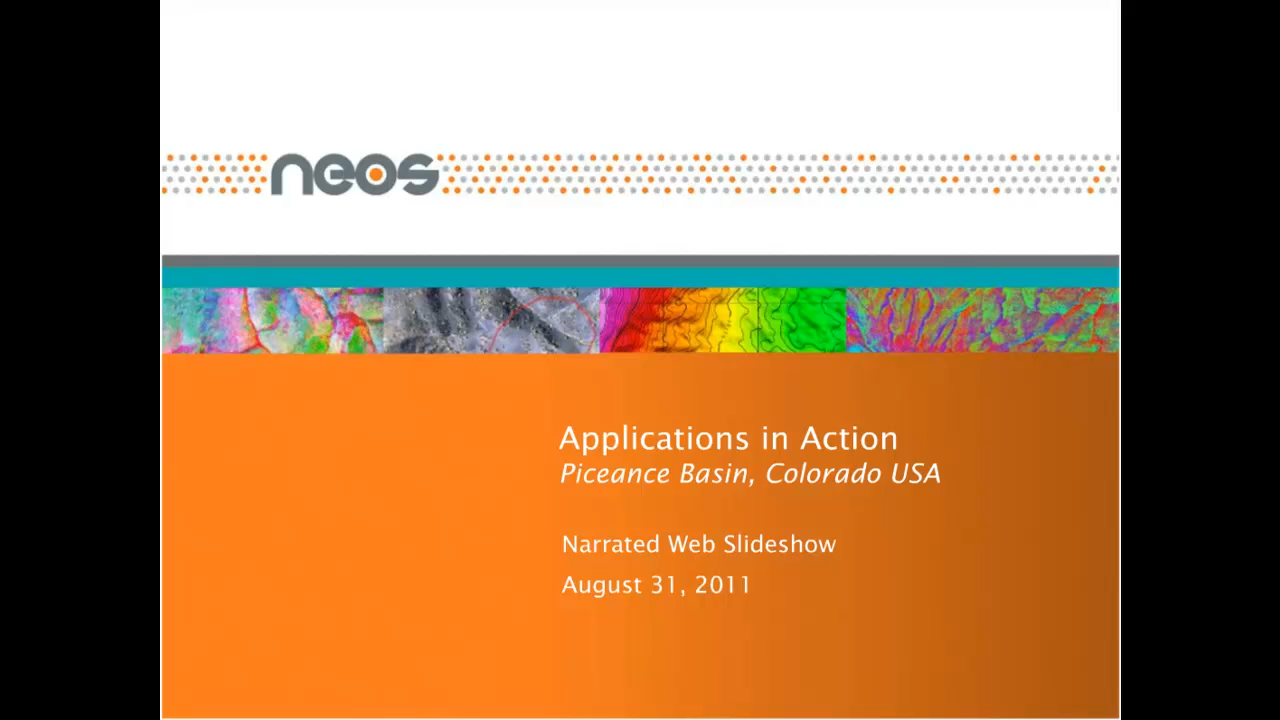 neos
Applications in Action
Piceance Basin, Colorado USA
Narrated Web Slideshow
August 31, 2011